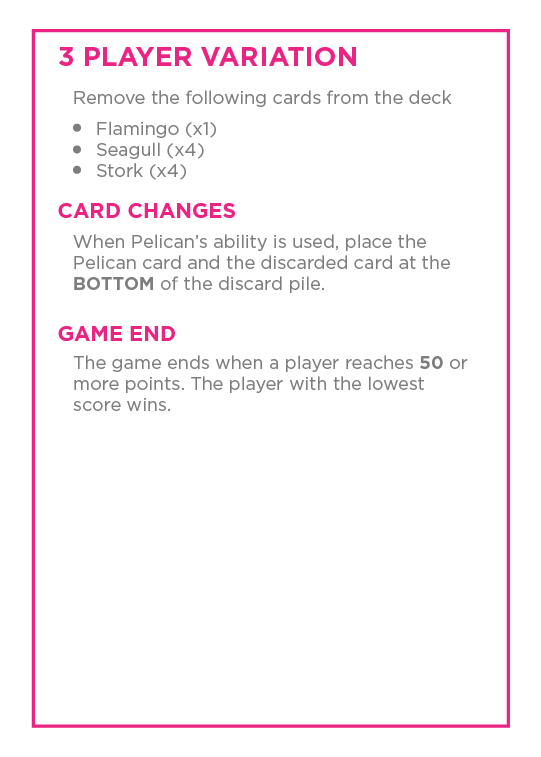 3 PLAYER VARIATION
Remove the following cards from the deck
• Flamingo (x1)
• Seagull (x4)
• Stork (x4)
CARD CHANGES
When Pelican’s ability is used, place the
Pelican card and the discarded card at the
BOTTOM of the discard pile.
GAME END
The game ends when a player reaches 50 or
more points. The player with the lowest
score wins.